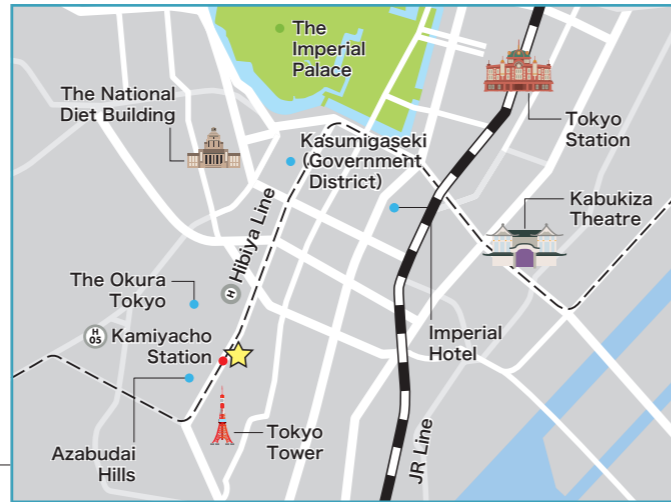 The
Imperial
Palace
The National
Diet Building
Tokyo
Station
Kasumigaseki
(Government
District)
Kabukiza
Theatre
Hibiya Line
H
The Okura
Tokyo
H
05
Kamiyacho
Station
Imperial
Hotel
Azabudai
Hills
Tokyo
Tower
JR Line